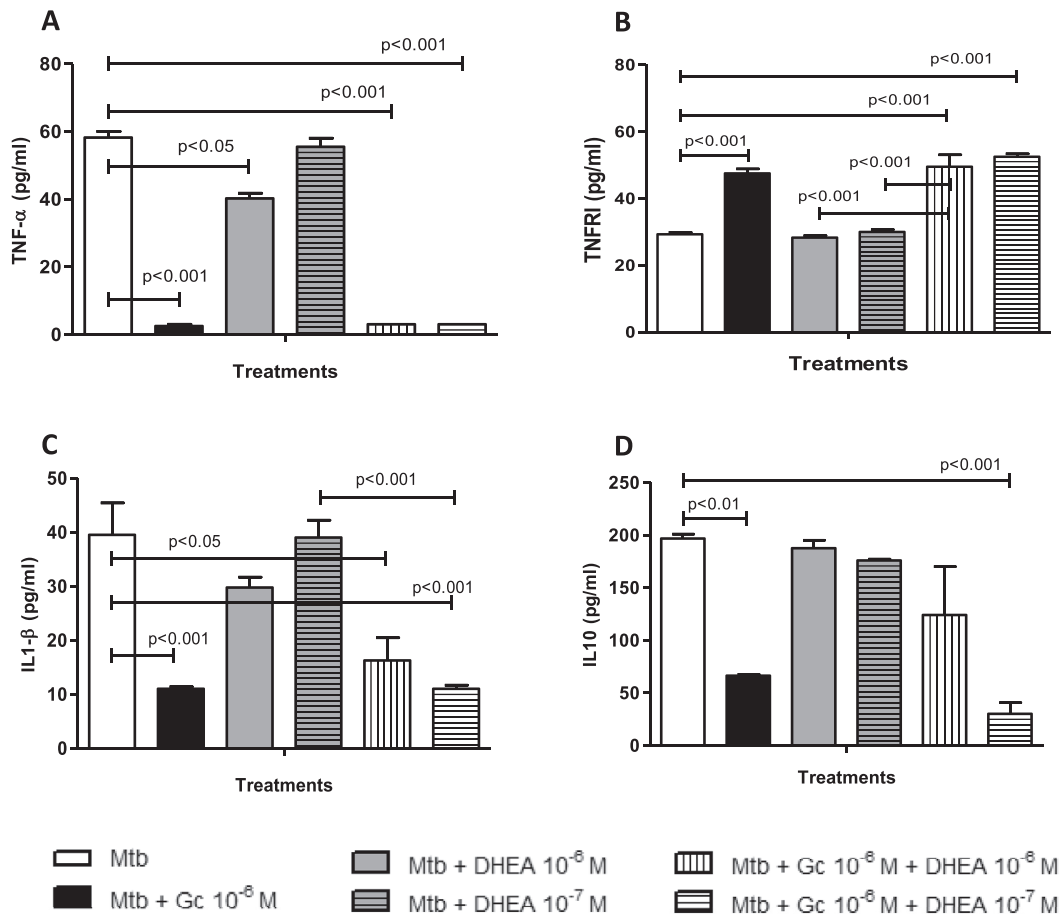 A
p<0.001
p<0.001
p<0.05
p<0.001
TNF-α (pg/ml)
80
60
40
20
0
Treatments
B
p<0.001
p<0.001
p<0.001
p<0.001
p<0.001
TNFRI (pg/ml)
80
60
40
20
0
Treatments
C
p<0.001
p<0.05
p<0.001
p<0.001
IL1-β (pg/ml)
50
40
30
20
10
0
Treatments
D
p<0.001
p<0.01
IL10 (pg/ml)
250
200
150
100
50
0
Treatments
Mtb
Mtb + Gc 10⁻⁶ M
Mtb + DHEA 10⁻⁶ M
Mtb + DHEA 10⁻⁷ M
Mtb + Gc 10⁻⁶ M + DHEA 10⁻⁶ M
Mtb + Gc 10⁻⁶ M + DHEA 10⁻⁷ M